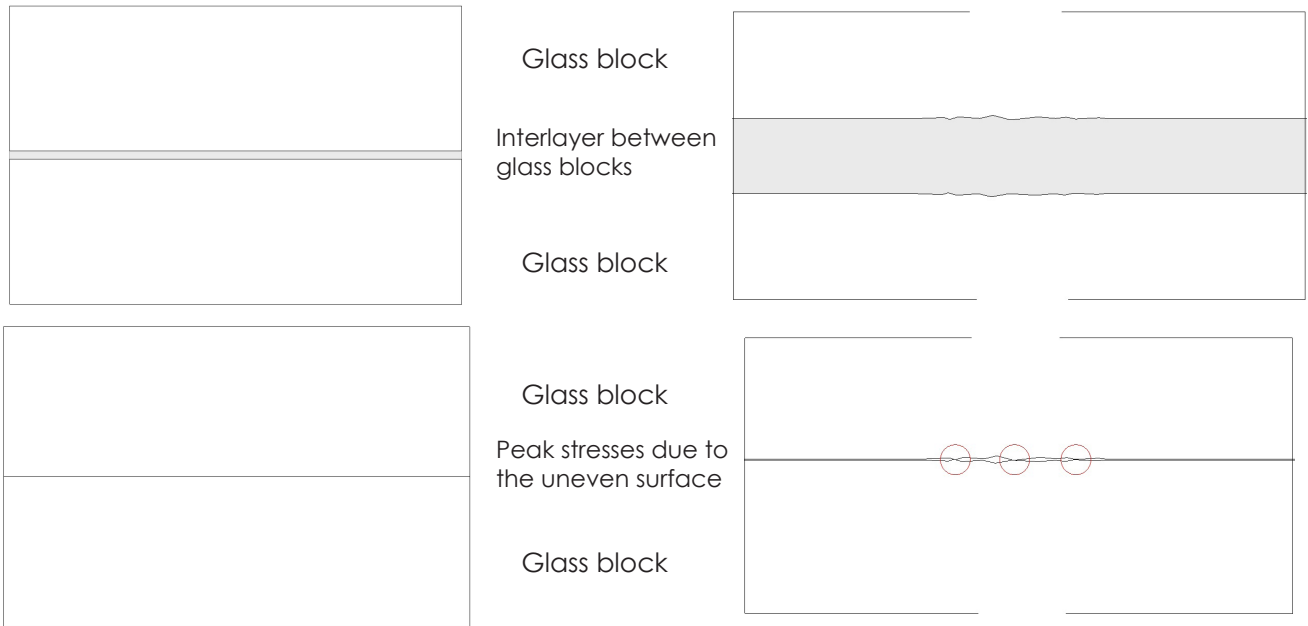 Glass block
Interlayer between
glass blocks
Glass block
Glass block
Peak stresses due to
the uneven surface
Glass block